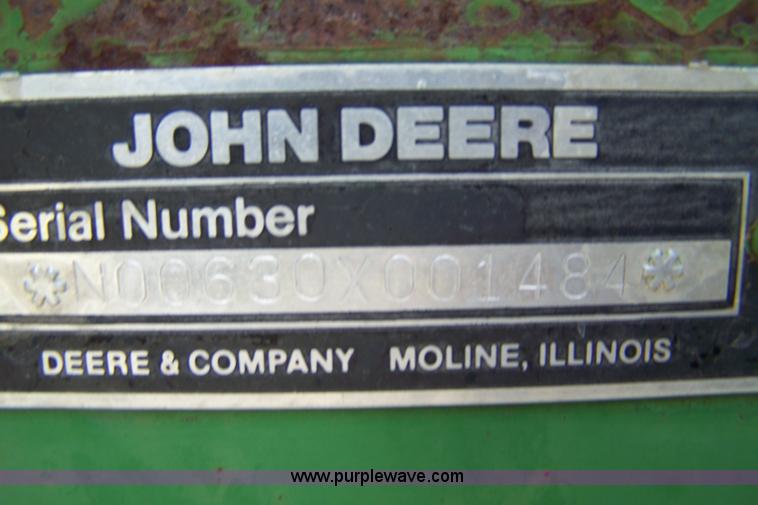 JOHN DEERE
Serial Number
*N00630X001484*
DEERE & COMPANY MOLINE, ILLINOIS
www.purplewave.com